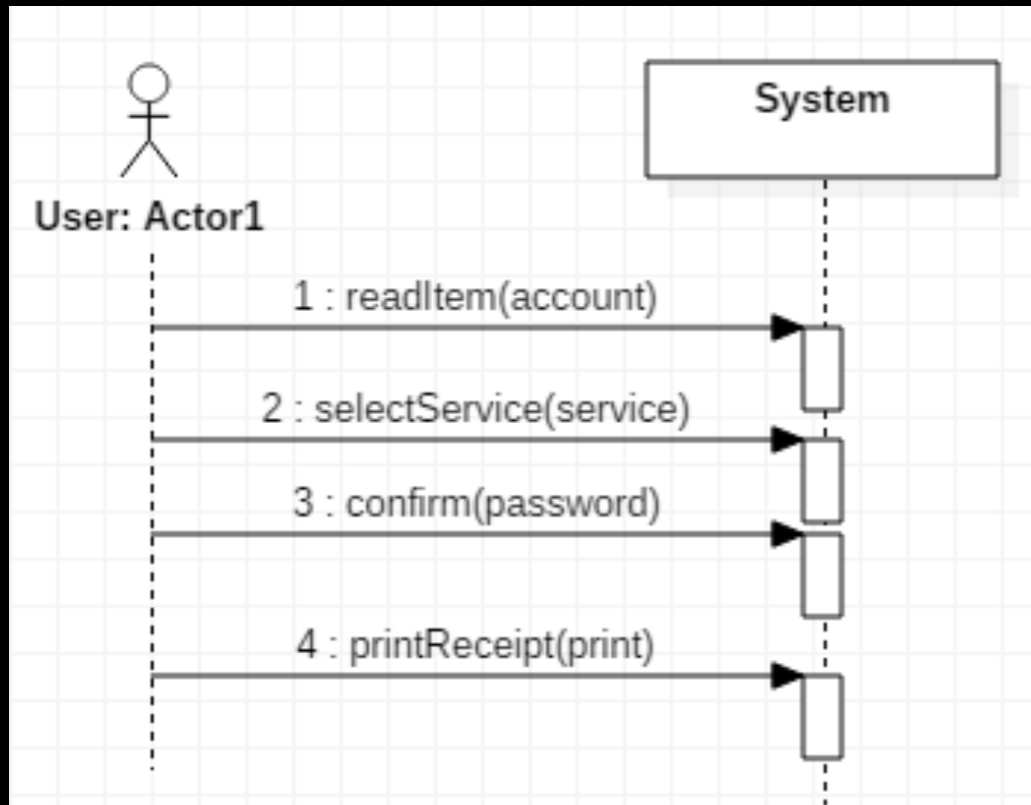 System
User: Actor1
1 : readItem(account)
2 : selectService(service)
3 : confirm(password)
4 : printReceipt(print)